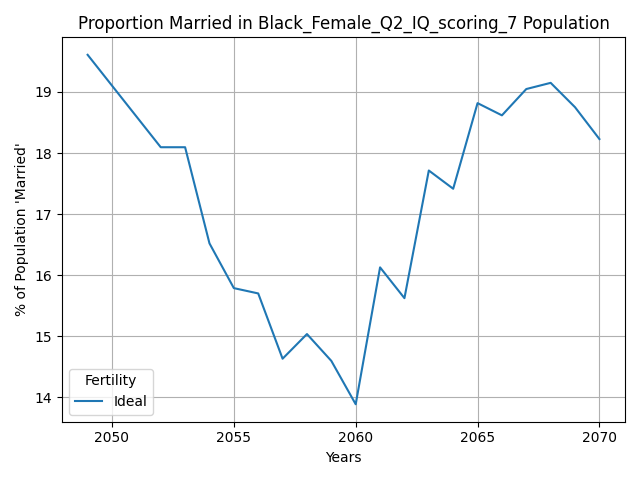 Proportion Married in Black_Female_Q2_IQ_scoring_7 Population
% of Population 'Married'
19
18
17
16
15
14
Fertility
Ideal
2050 2055 2060 2065 2070
Years